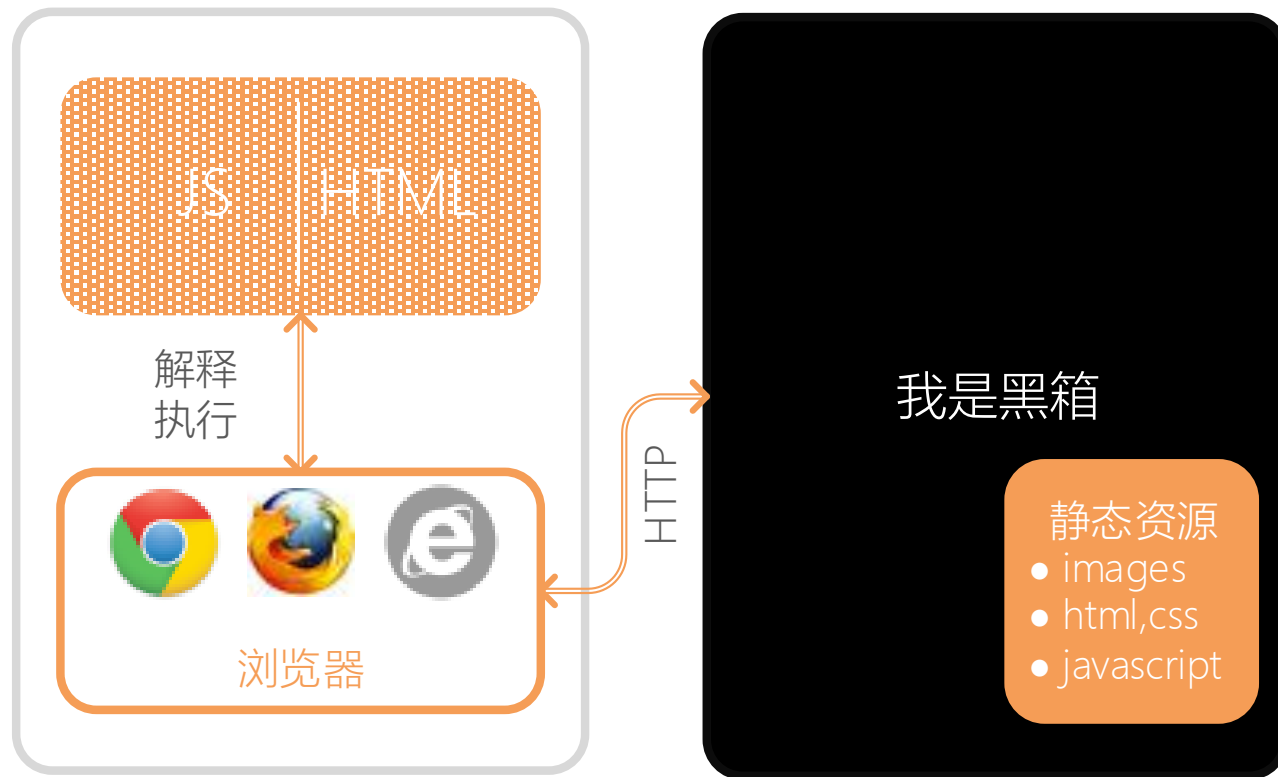 JS
HTML
解释
执行
浏览器
HTTP
我是黑箱
静态资源
● images
● html,css
● javascript